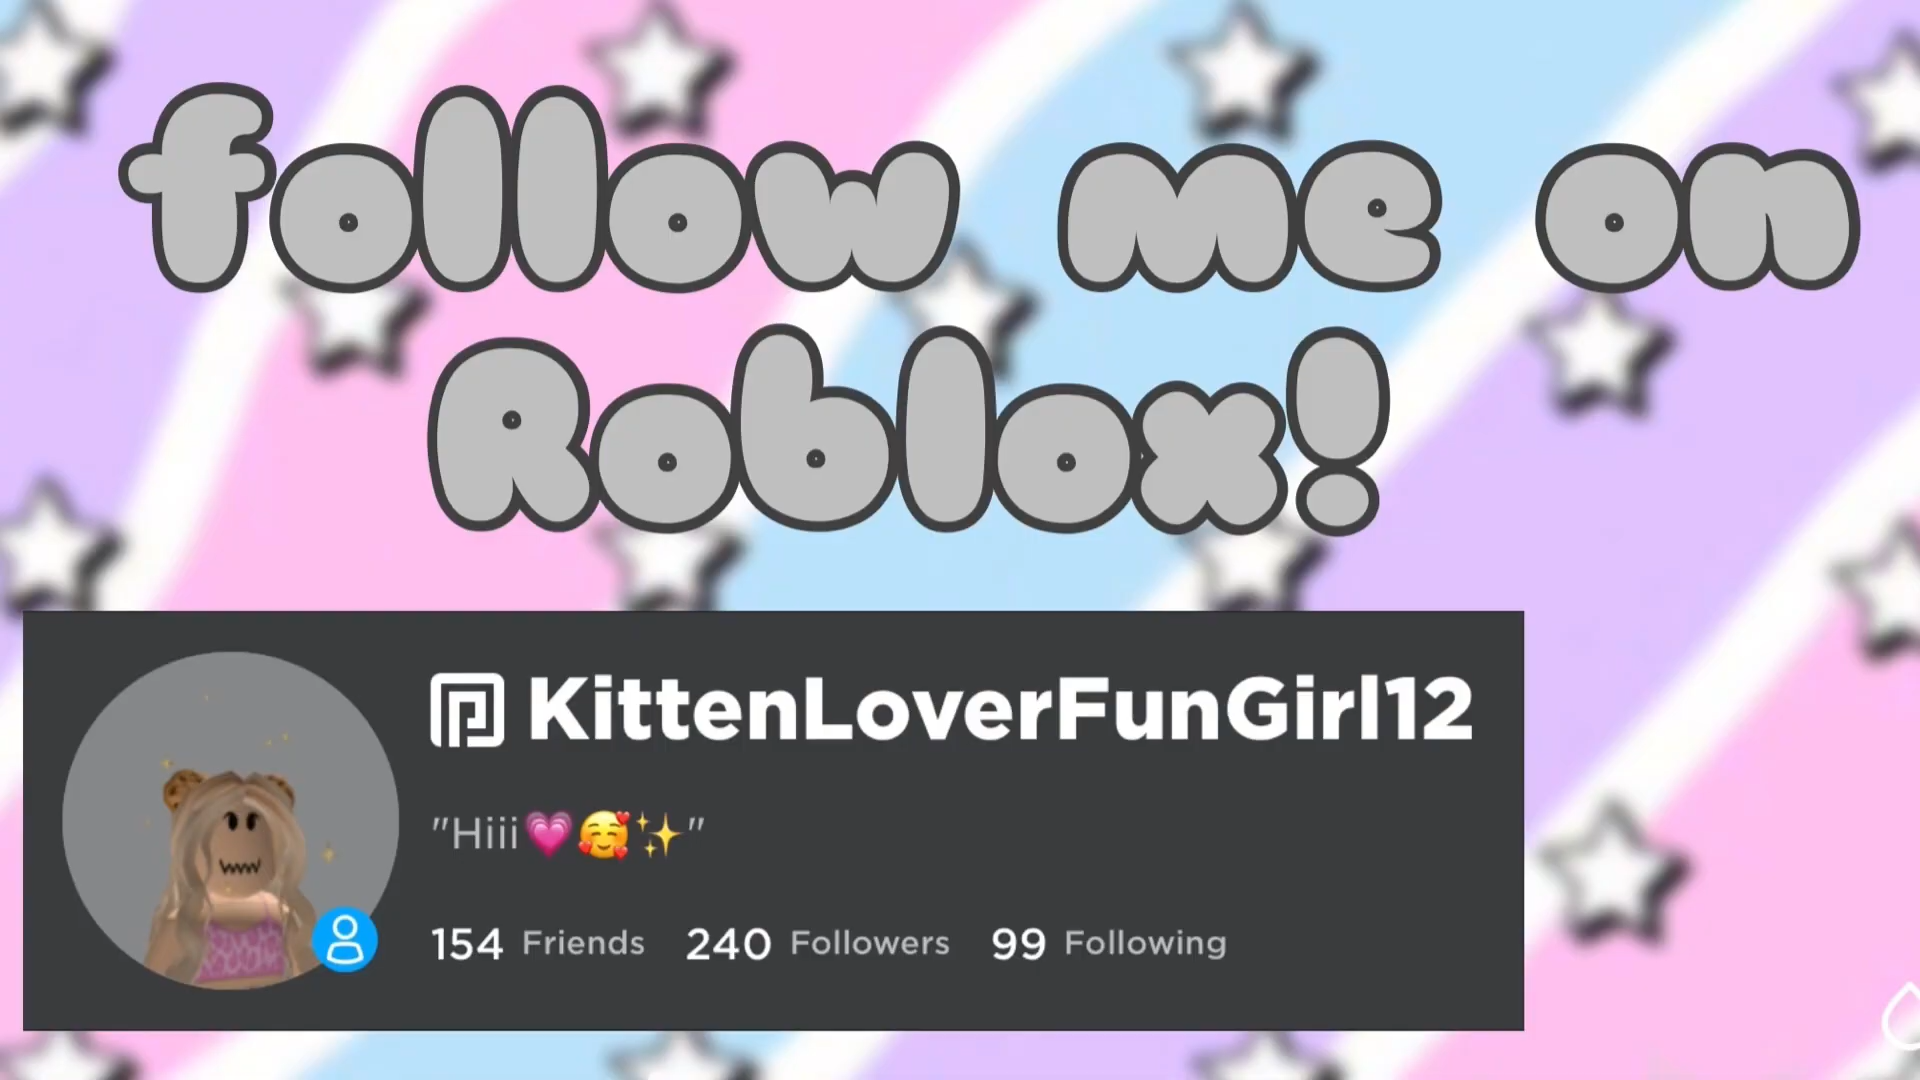 follow me on
Roblox!
KittenLoverFunGirl12
"Hiii💗🥰✨"
154 Friends 240 Followers 99 Following